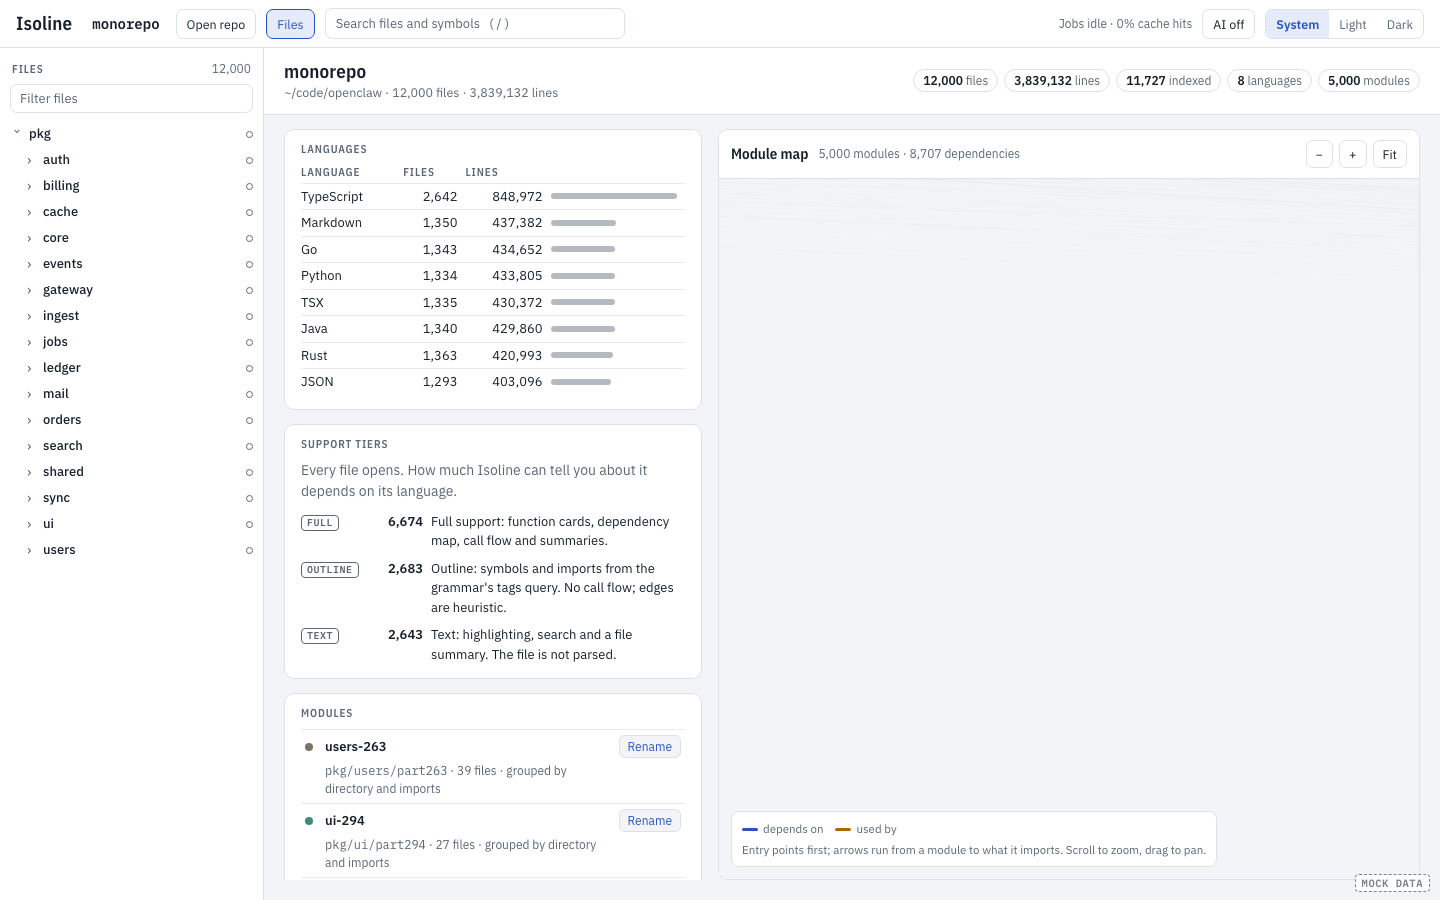 Isoline monorepo Open repo Files Search files and symbols (/) Jobs idle · 0% cache hits AI off System Light Dark
FILES 12,000
Filter files
pkg
auth
billing
cache
core
events
gateway
ingest
jobs
ledger
mail
orders
search
shared
sync
ui
users
monorepo
~/code/openclaw · 12,000 files · 3,839,132 lines
12,000 files 3,839,132 lines 11,727 indexed 8 languages 5,000 modules
LANGUAGES
LANGUAGE FILES LINES
TypeScript 2,642 848,972
Markdown 1,350 437,382
Go 1,343 434,652
Python 1,334 433,805
TSX 1,335 430,372
Java 1,340 429,860
Rust 1,363 420,993
JSON 1,293 403,096
SUPPORT TIERS
Every file opens. How much Isoline can tell you about it
depends on its language.
FULL 6,674 Full support: function cards, dependency
map, call flow and summaries.
OUTLINE 2,683 Outline: symbols and imports from the
grammar's tags query. No call flow; edges
are heuristic.
TEXT 2,643 Text: highlighting, search and a file
summary. The file is not parsed.
MODULES
users-263 Rename
pkg/users/part263 · 39 files · grouped by
directory and imports
ui-294 Rename
pkg/ui/part294 · 27 files · grouped by directory
and imports
Module map 5,000 modules · 8,707 dependencies − + Fit
depends on used by
Entry points first; arrows run from a module to what it imports. Scroll to zoom, drag to pan.
MOCK DATA